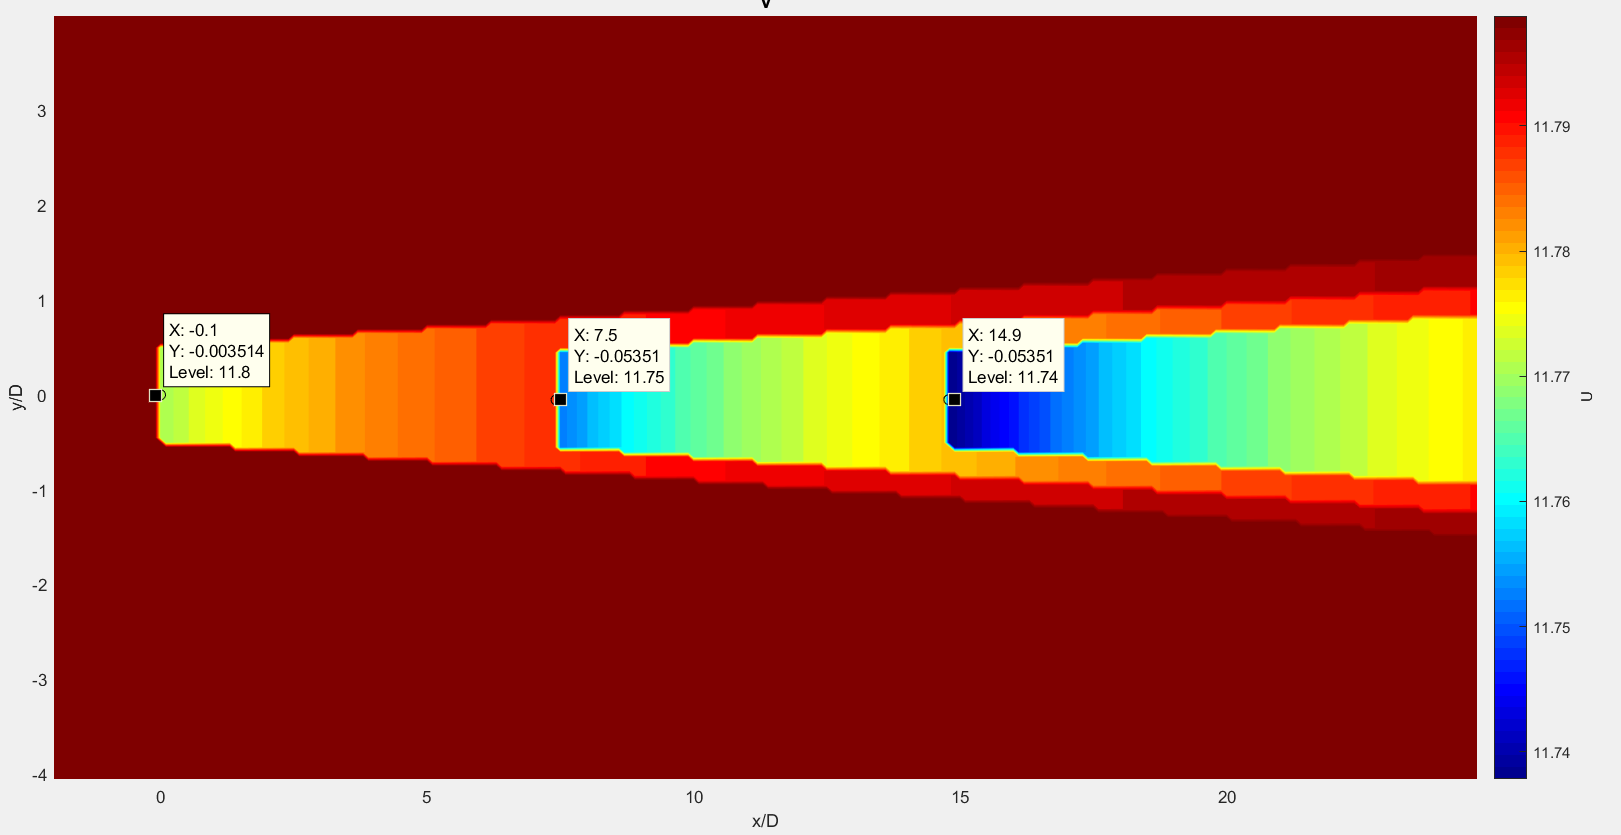 3
2
1
0
-1
-2
-3
-4
y/D
X: -0.1
Y: -0.003514
Level: 11.8
X: 7.5
Y: -0.05351
Level: 11.75
X: 14.9
Y: -0.05351
Level: 11.74
0
5
10
15
20
x/D
11.79
11.78
11.77
11.76
11.75
11.74
U